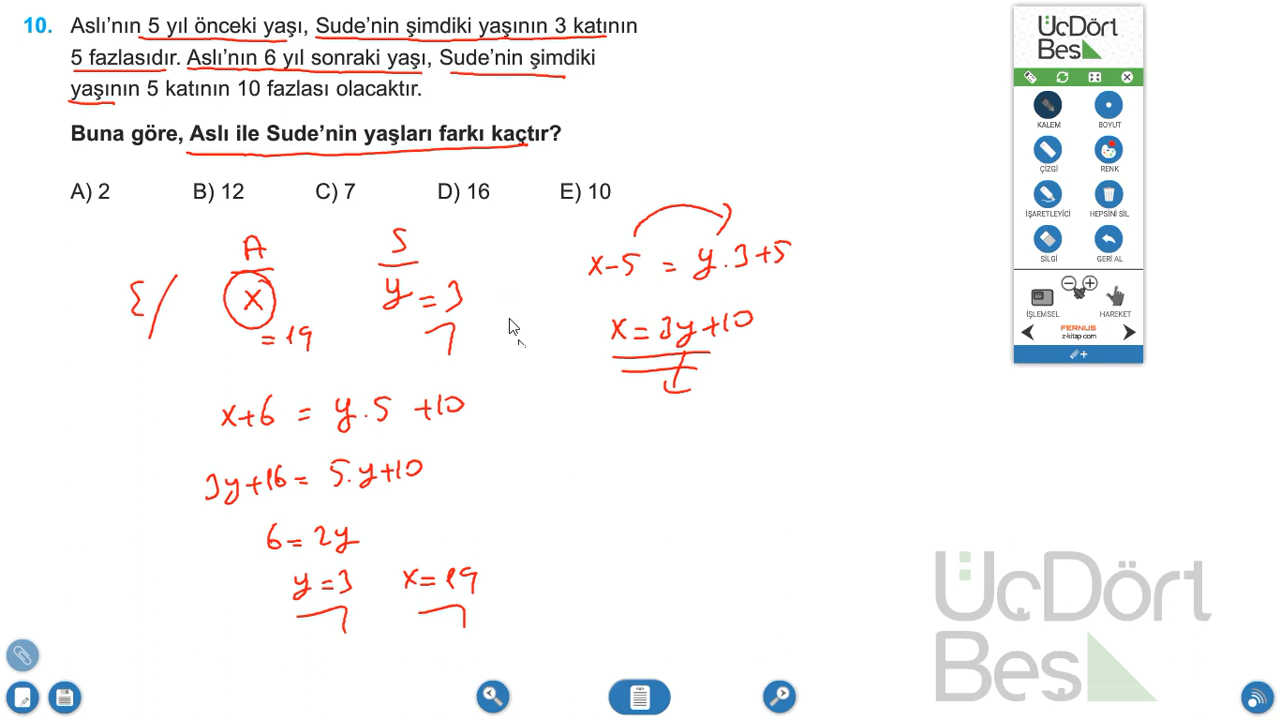 10. Aslı'nın 5 yıl önceki yaşı, Sude'nin şimdiki yaşının 3 katının
5 fazlasıdır. Aslı'nın 6 yıl sonraki yaşı, Sude'nin şimdiki
yaşının 5 katının 10 fazlası olacaktır.
Buna göre, Aslı ile Sude'nin yaşları farkı kaçtır?
A) 2 B) 12 C) 7 D) 16 E) 10
A S
x y = 3
= 19
x-5 = y.3+5
x = 3y+10
x+6 = y.5 +10
3y+16 = 5.y+10
6 = 2y
y = 3 x = 19
ÜçDört
Beş
KALEM BOYUT
ÇİZGİ RENK
İŞARETLEYİCİ HEPSİNİ SİL
SİLGİ GERİ AL
İŞLEMSEL HAREKET
FERNUS
z-kitap.com
ÜçDört
Beş